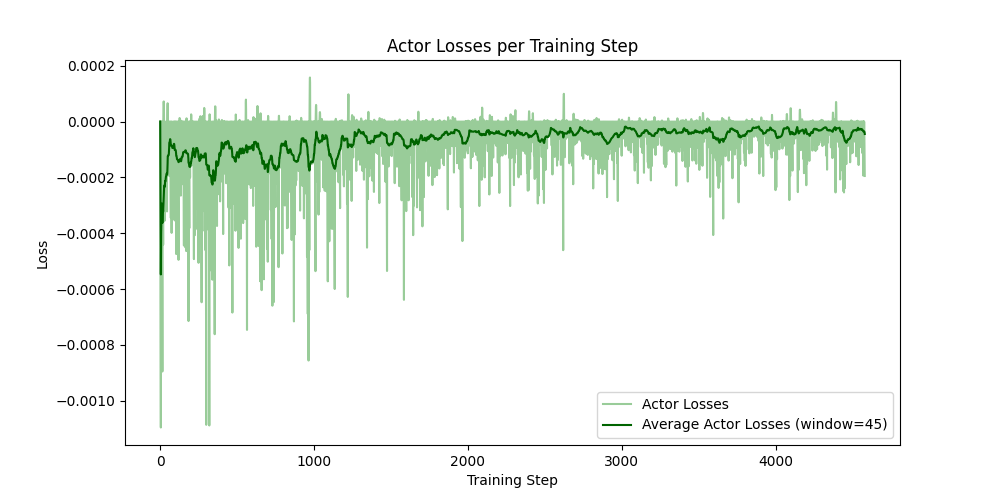 Actor Losses per Training Step
0.0002
0.0000
−0.0002
−0.0004
−0.0006
−0.0008
−0.0010
Loss
0 1000 2000 3000 4000
Training Step
Actor Losses
Average Actor Losses (window=45)